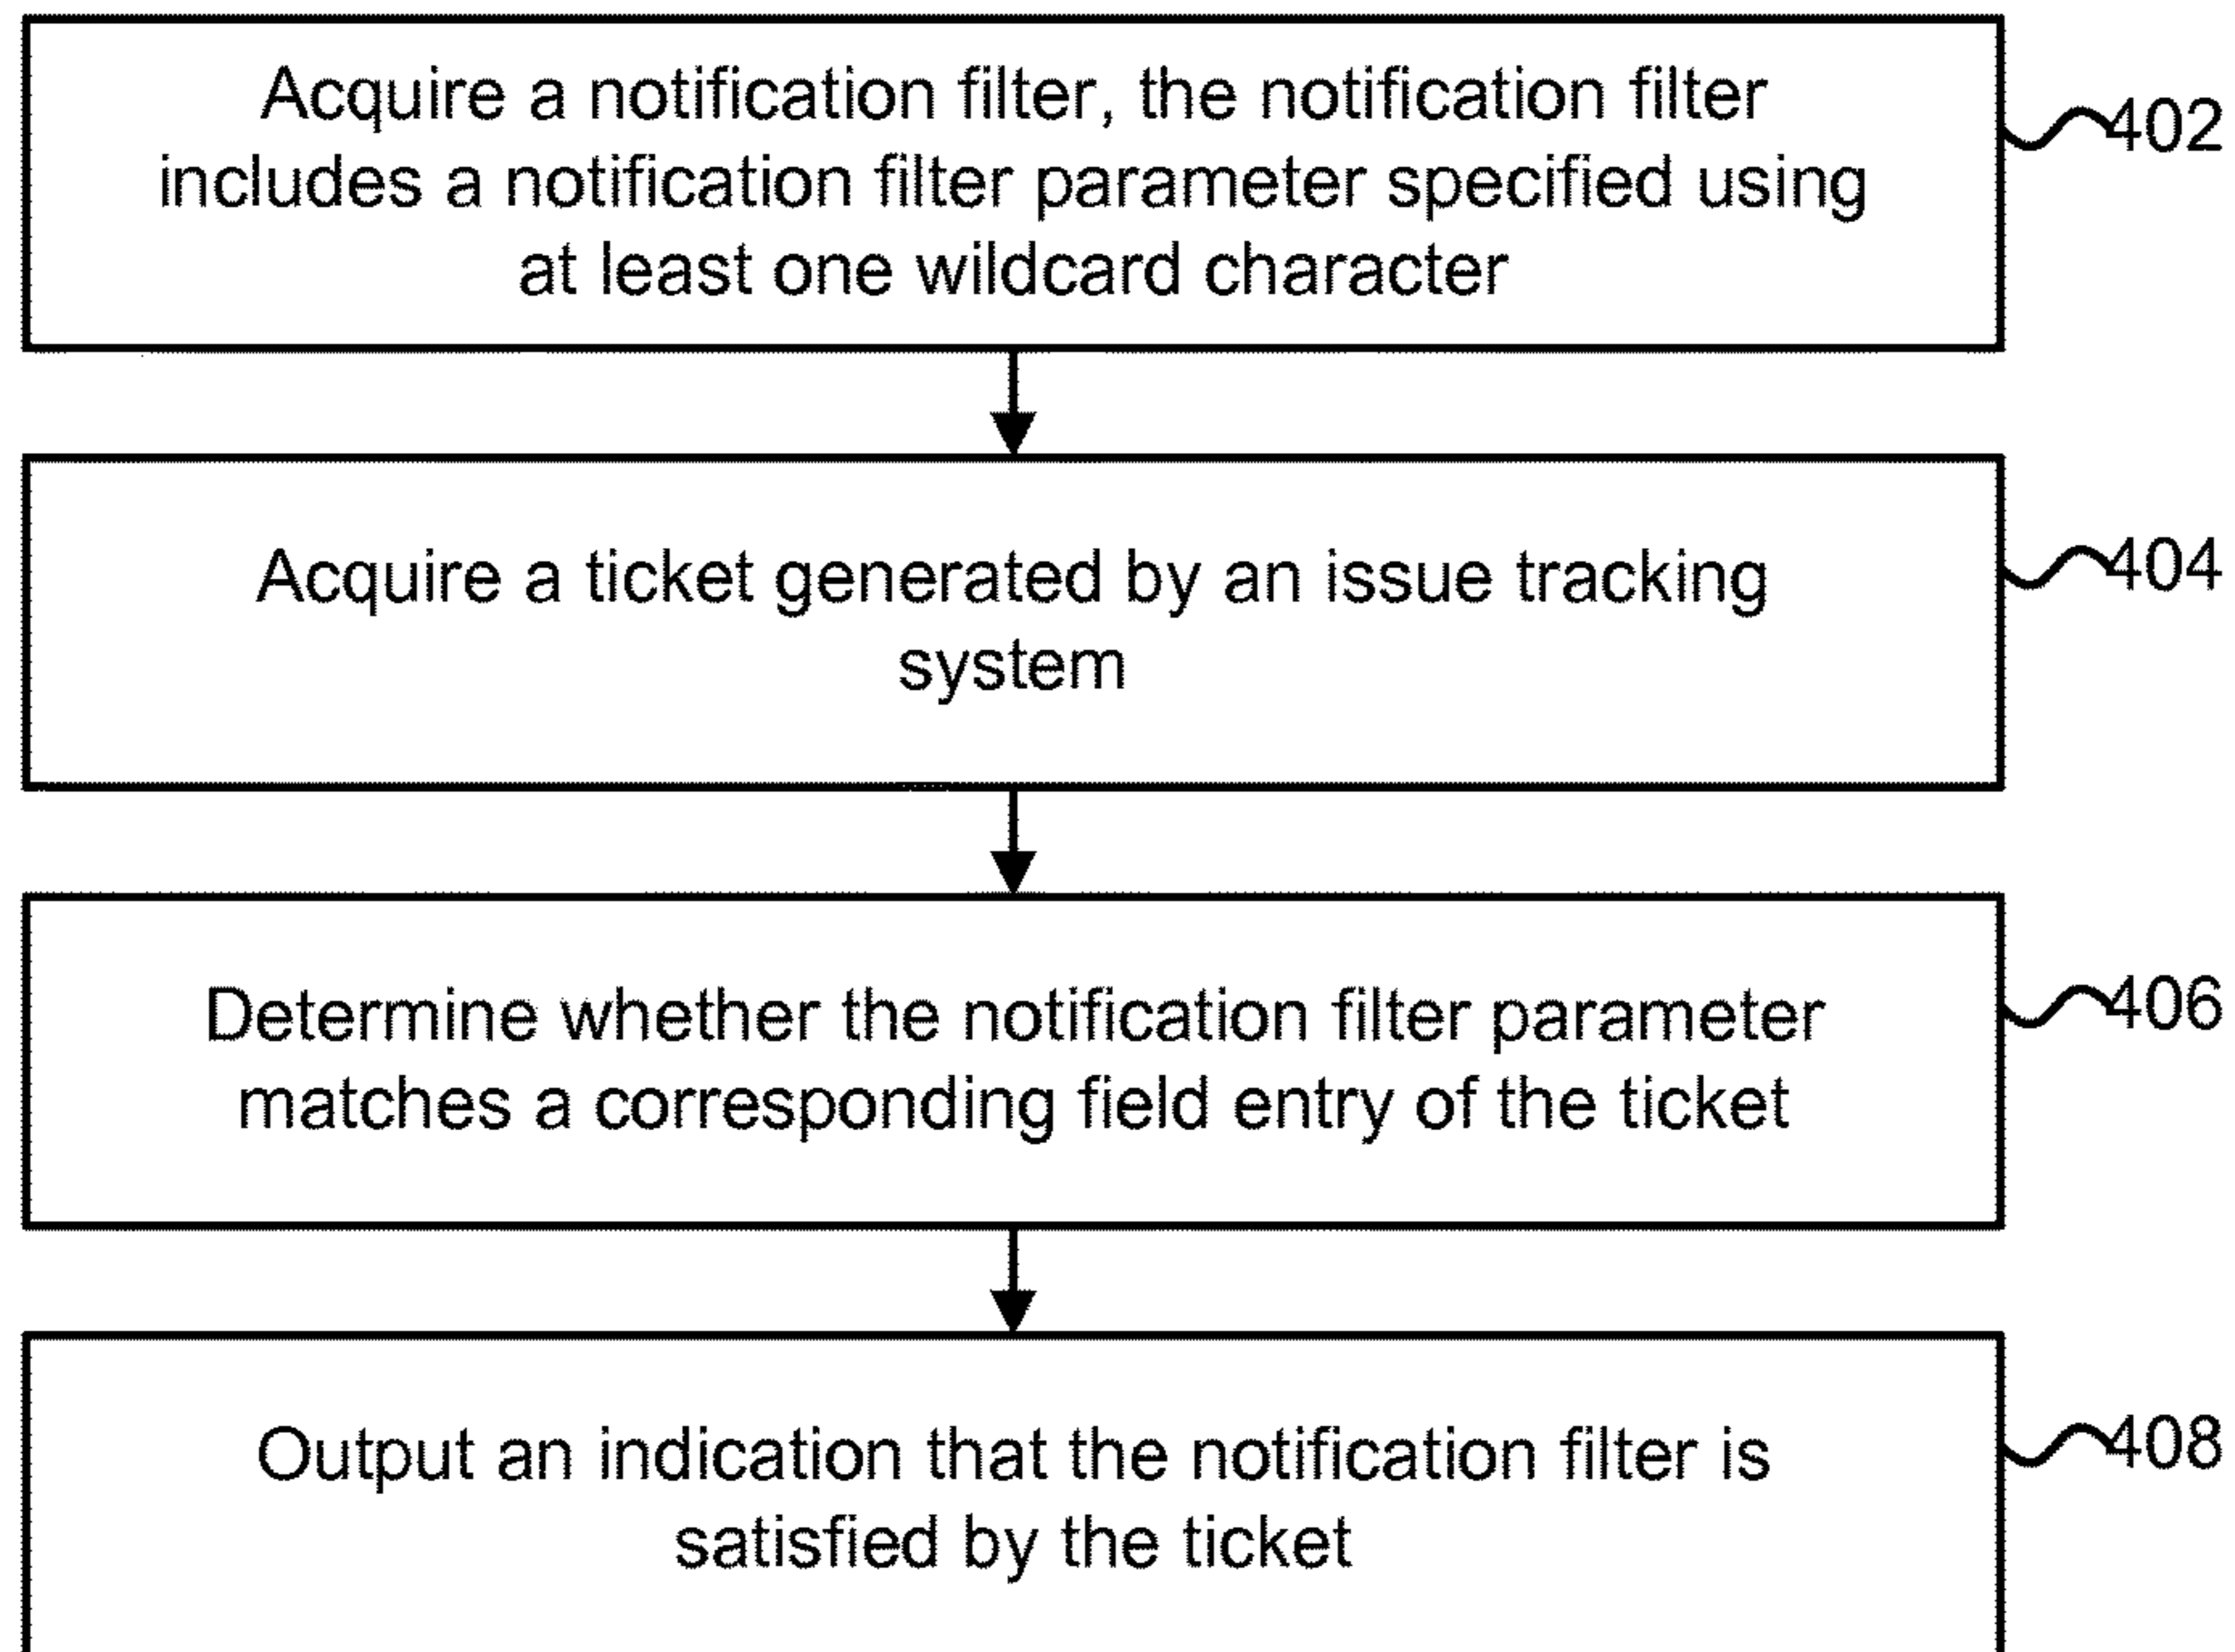 Acquire a notification filter, the notification filter
includes a notification filter parameter specified using
at least one wildcard character
402
Acquire a ticket generated by an issue tracking
system
404
Determine whether the notification filter parameter
matches a corresponding field entry of the ticket
406
Output an indication that the notification filter is
satisfied by the ticket
408